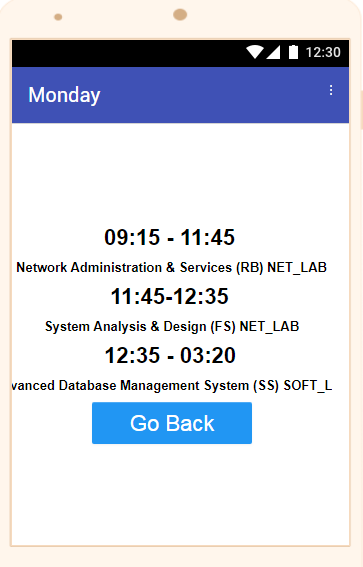 12:30
Monday
09:15 - 11:45
Network Administration & Services (RB) NET_LAB
11:45-12:35
System Analysis & Design (FS) NET_LAB
12:35 - 03:20
vanced Database Management System (SS) SOFT_L
Go Back